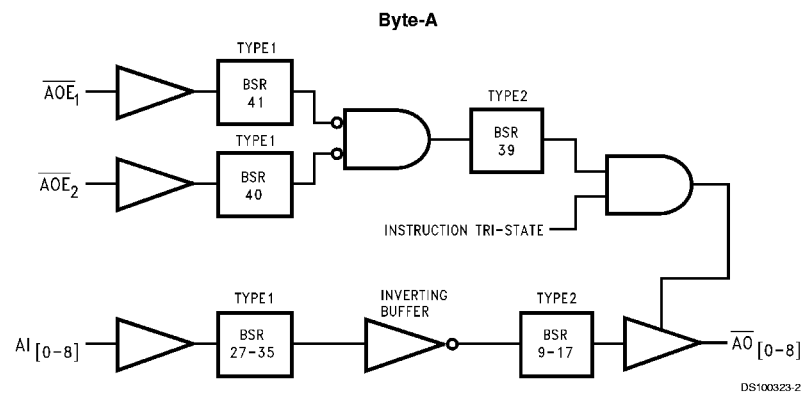 Byte-A
TYPE1
AOE1
BSR
41
TYPE2
BSR
39
TYPE1
AOE2
BSR
40
INSTRUCTION TRI-STATE
TYPE1
INVERTING
BUFFER
TYPE2
AI[0-8]
BSR
27-35
BSR
9-17
AO[0-8]
DS100323-2